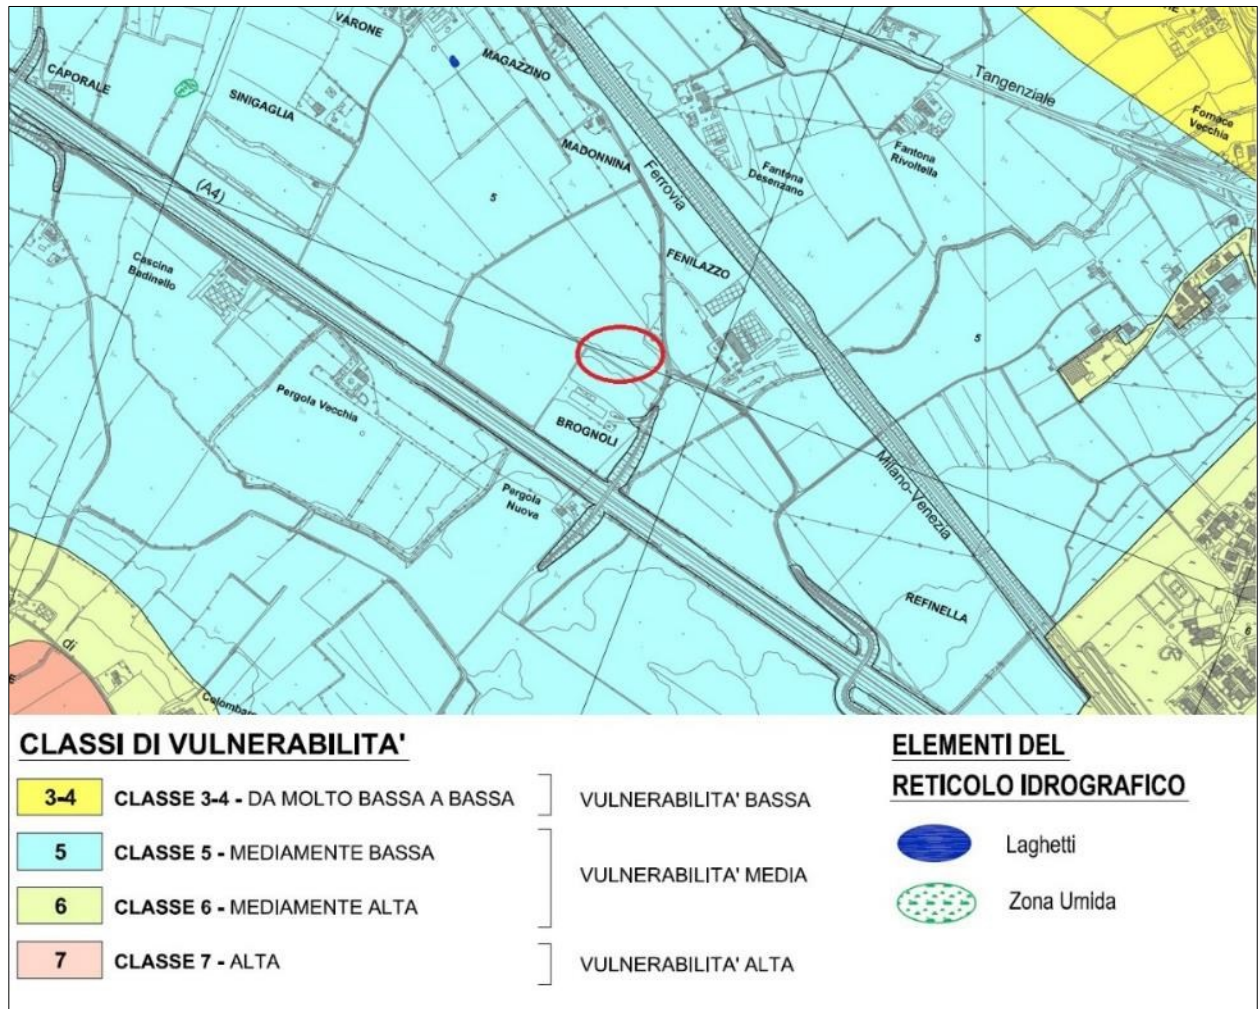 VARONE
CAPORALE
SINIGAGLIA
MAGAZZINO
MADONNINA
Tangenziale
Fornace
Vecchia
Fantona
Rivoltella
Fantona
Desenzano
Ferrovia
(A4)
5
FENILAZZO
Cascina
Badinello
5
Pergola Vecchia
BROGNOLI
Pergola
Nuova
Milano-Venezia
REFINELLA
6
di
CLASSI DI VULNERABILITA'
3-4 CLASSE 3-4 - DA MOLTO BASSA A BASSA
VULNERABILITA' BASSA
5 CLASSE 5 - MEDIAMENTE BASSA
VULNERABILITA' MEDIA
6 CLASSE 6 - MEDIAMENTE ALTA
7 CLASSE 7 - ALTA
VULNERABILITA' ALTA
ELEMENTI DEL
RETICOLO IDROGRAFICO
Laghetti
Zona Umida